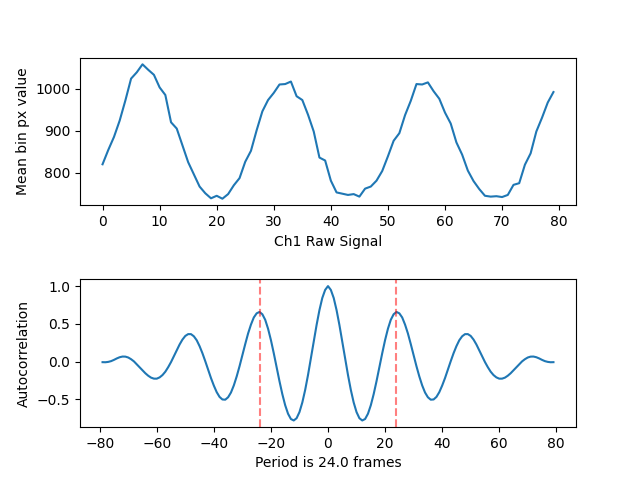 Mean bin px value
1000
900
800
0 10 20 30 40 50 60 70 80
Ch1 Raw Signal
Autocorrelation
1.0
0.5
0.0
−0.5
−80 −60 −40 −20 0 20 40 60 80
Period is 24.0 frames